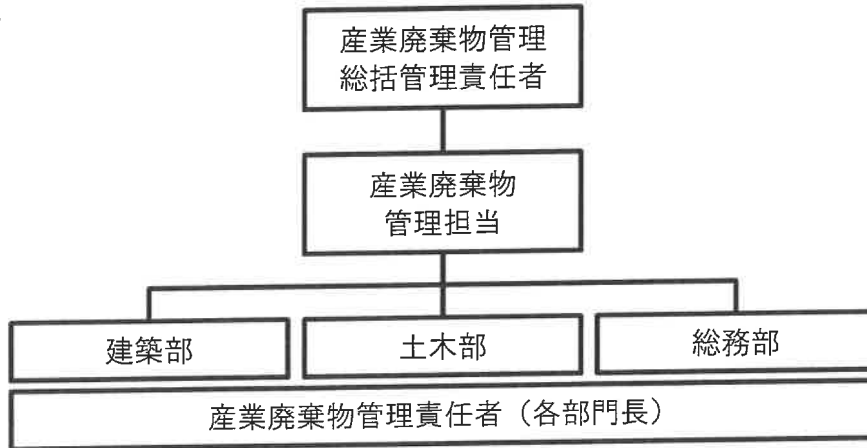 産業廃棄物管理
総括管理責任者
産業廃棄物
管理担当
建築部
土木部
総務部
産業廃棄物管理責任者（各部門長）